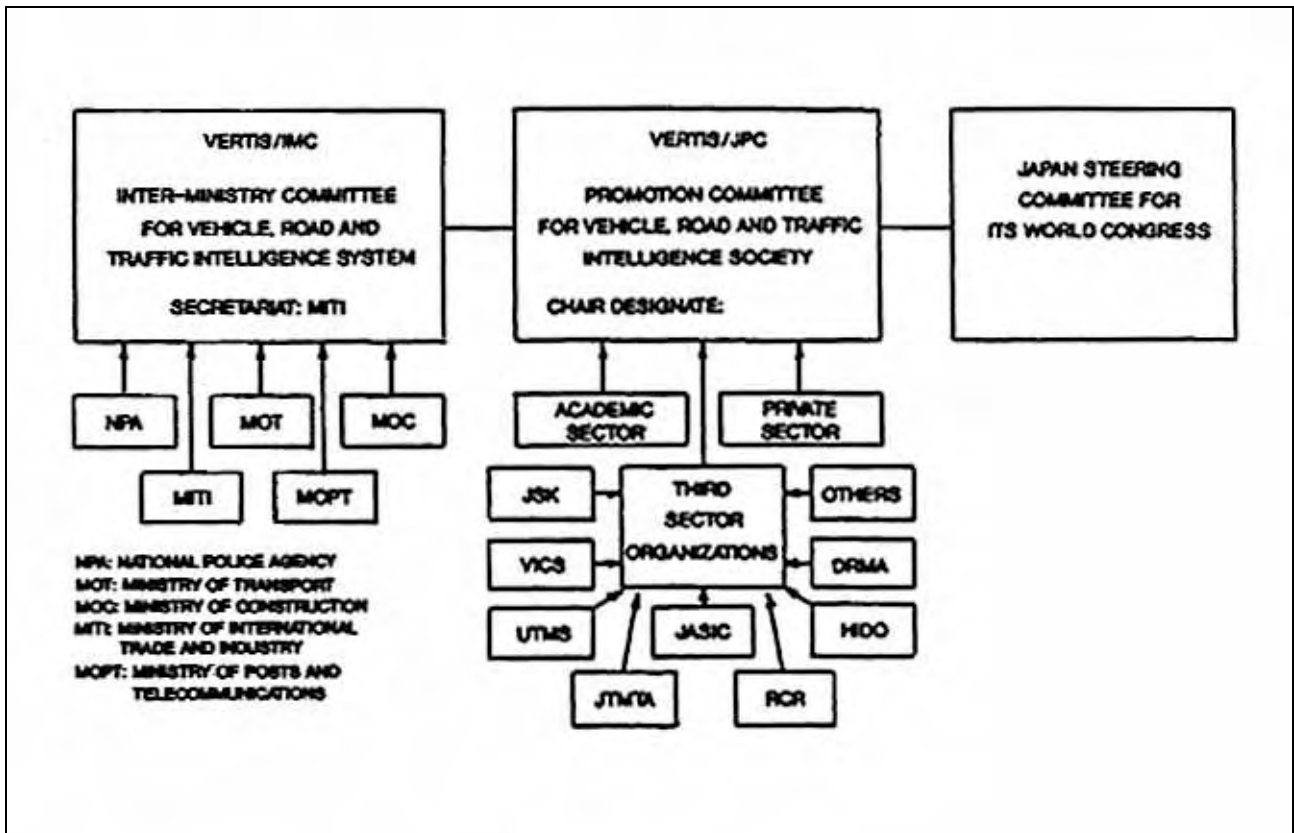 VERTIS/IMC
INTER-MINISTRY COMMITTEE
FOR VEHICLE, ROAD AND
TRAFFIC INTELLIGENCE SYSTEM
SECRETARIAT: MITI
VERTIS/JPC
PROMOTION COMMITTEE
FOR VEHICLE, ROAD AND TRAFFIC
INTELLIGENCE SOCIETY
CHAIR DESIGNATE:
JAPAN STEERING
COMMITTEE FOR
ITS WORLD CONGRESS
NPA
MOT
MOC
MITI
MOPT
ACADEMIC
SECTOR
PRIVATE
SECTOR
JSK
THIRD
SECTOR
ORGANIZATIONS
OTHERS
VICS
DRMA
UTMS
JASIC
HIDO
JTMTA
RCR
NPA: NATIONAL POLICE AGENCY
MOT: MINISTRY OF TRANSPORT
MOC: MINISTRY OF CONSTRUCTION
MITI: MINISTRY OF INTERNATIONAL
TRADE AND INDUSTRY
MOPT: MINISTRY OF POSTS AND
TELECOMMUNICATIONS